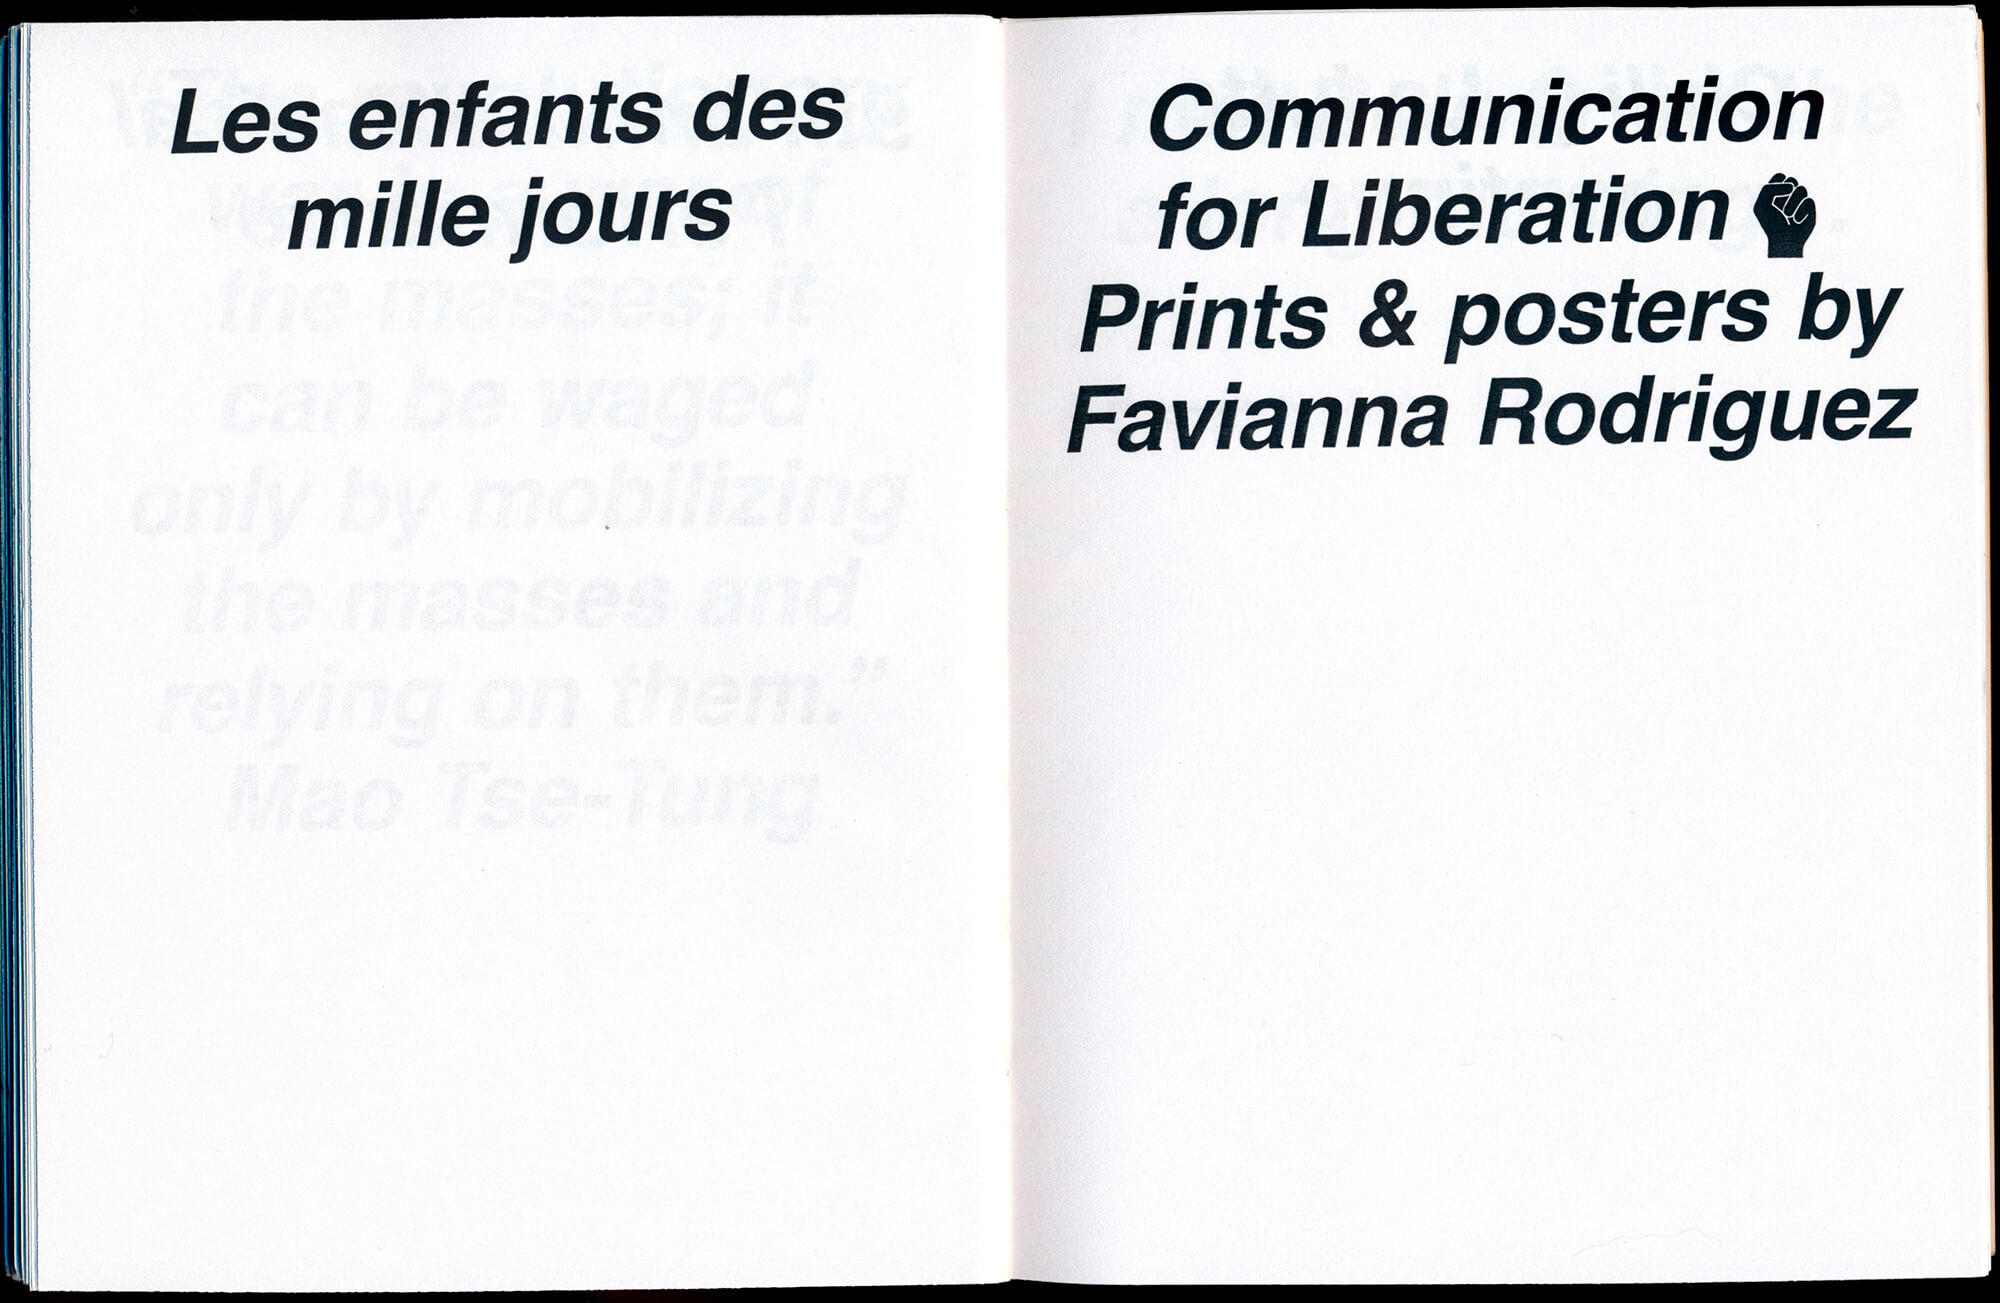 Les enfants des
mille jours
the masses; it
can be waged
only by mobilizing
the masses and
relying on them.”
Mao Tse-Tung
Communication
for Liberation
Prints & posters by
Favianna Rodriguez